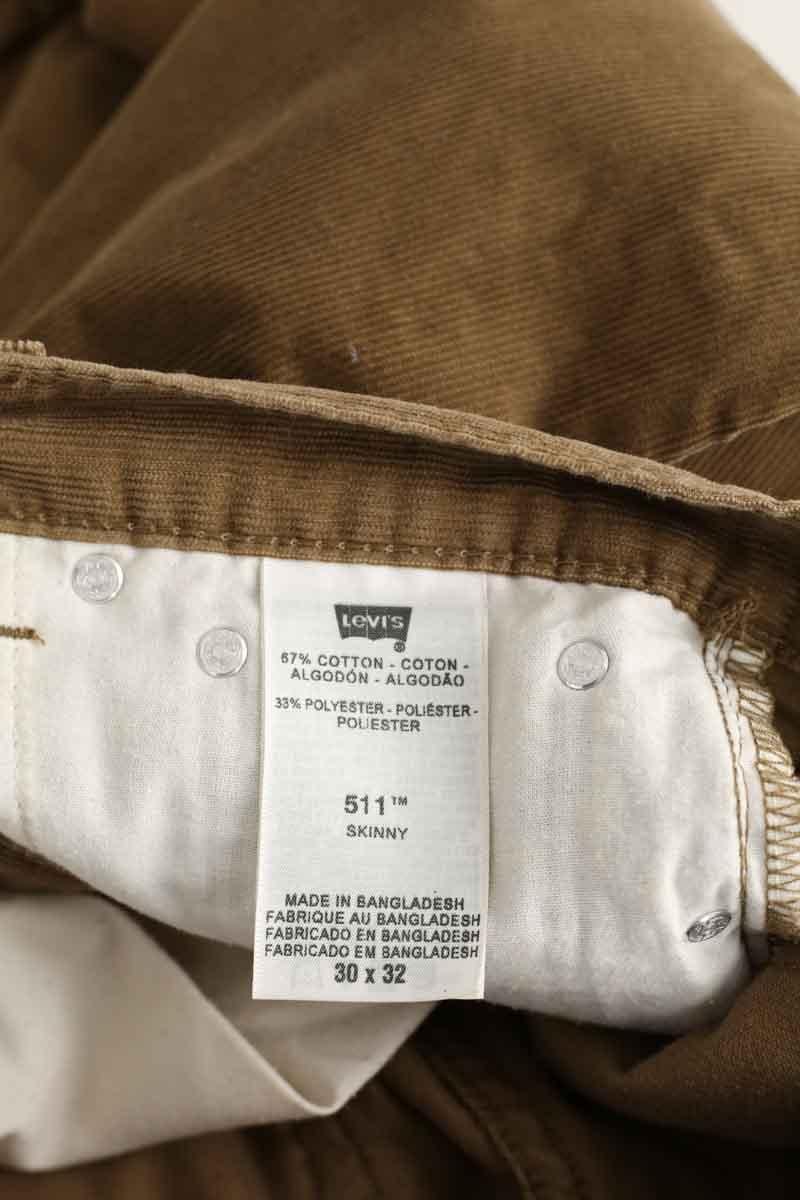 Levi's®
67% COTTON - COTON -
ALGODÓN - ALGODÃO
33% POLYESTER - POLIÉSTER -
POLIESTER
511™
SKINNY
MADE IN BANGLADESH
FABRIQUE AU BANGLADESH
FABRICADO EN BANGLADESH
FABRICADO EM BANGLADESH
30 x 32